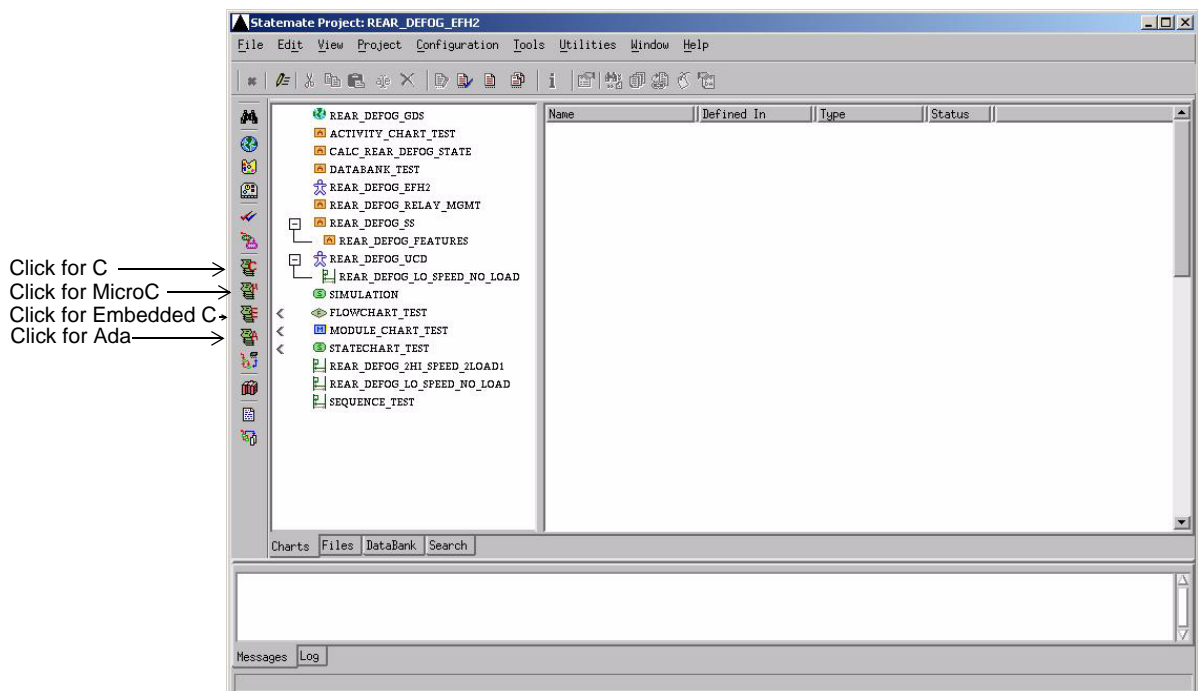 Statemate Project: REAR_DEFOG_EFH2
File Edit View Project Configuration Tools Utilities Window Help
Name Defined In Type Status
REAR_DEFOG_GDS
ACTIVITY_CHART_TEST
CALC_REAR_DEFOG_STATE
DATABANK_TEST
REAR_DEFOG_EFH2
REAR_DEFOG_RELAY_MGMT
REAR_DEFOG_SS
REAR_DEFOG_FEATURES
REAR_DEFOG_UCD
REAR_DEFOG_LO_SPEED_NO_LOAD
SIMULATION
FLOWCHART_TEST
MODULE_CHART_TEST
STATECHART_TEST
REAR_DEFOG_2HI_SPEED_2LOAD1
REAR_DEFOG_LO_SPEED_NO_LOAD
SEQUENCE_TEST
Click for C
Click for MicroC
Click for Embedded C
Click for Ada
Charts Files DataBank Search
Messages Log